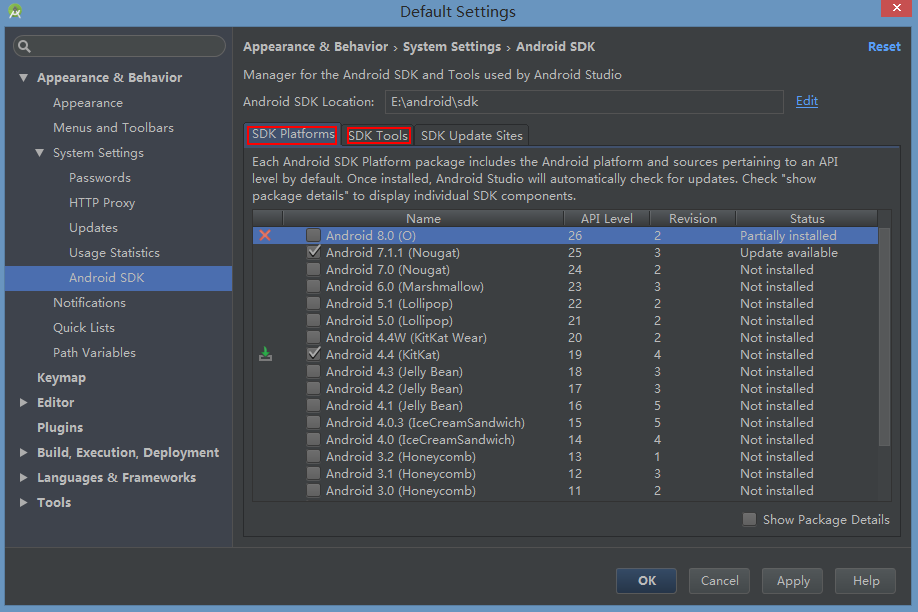 Default Settings
Appearance & Behavior › System Settings › Android SDK
Reset
Manager for the Android SDK and Tools used by Android Studio
Android SDK Location: E:\android\sdk Edit
Appearance & Behavior
Appearance
Menus and Toolbars
System Settings
Passwords
HTTP Proxy
Updates
Usage Statistics
Android SDK
Notifications
Quick Lists
Path Variables
Keymap
Editor
Plugins
Build, Execution, Deployment
Languages & Frameworks
Tools
SDK Platforms SDK Tools SDK Update Sites
Each Android SDK Platform package includes the Android platform and sources pertaining to an API
level by default. Once installed, Android Studio will automatically check for updates. Check "show
package details" to display individual SDK components.
Name API Level Revision Status
Android 8.0 (O) 26 2 Partially installed
Android 7.1.1 (Nougat) 25 3 Update available
Android 7.0 (Nougat) 24 2 Not installed
Android 6.0 (Marshmallow) 23 3 Not installed
Android 5.1 (Lollipop) 22 2 Not installed
Android 5.0 (Lollipop) 21 2 Not installed
Android 4.4W (KitKat Wear) 20 2 Not installed
Android 4.4 (KitKat) 19 4 Not installed
Android 4.3 (Jelly Bean) 18 3 Not installed
Android 4.2 (Jelly Bean) 17 3 Not installed
Android 4.1 (Jelly Bean) 16 5 Not installed
Android 4.0.3 (IceCreamSandwich) 15 5 Not installed
Android 4.0 (IceCreamSandwich) 14 4 Not installed
Android 3.2 (Honeycomb) 13 1 Not installed
Android 3.1 (Honeycomb) 12 3 Not installed
Android 3.0 (Honeycomb) 11 2 Not installed
Show Package Details
OK Cancel Apply Help